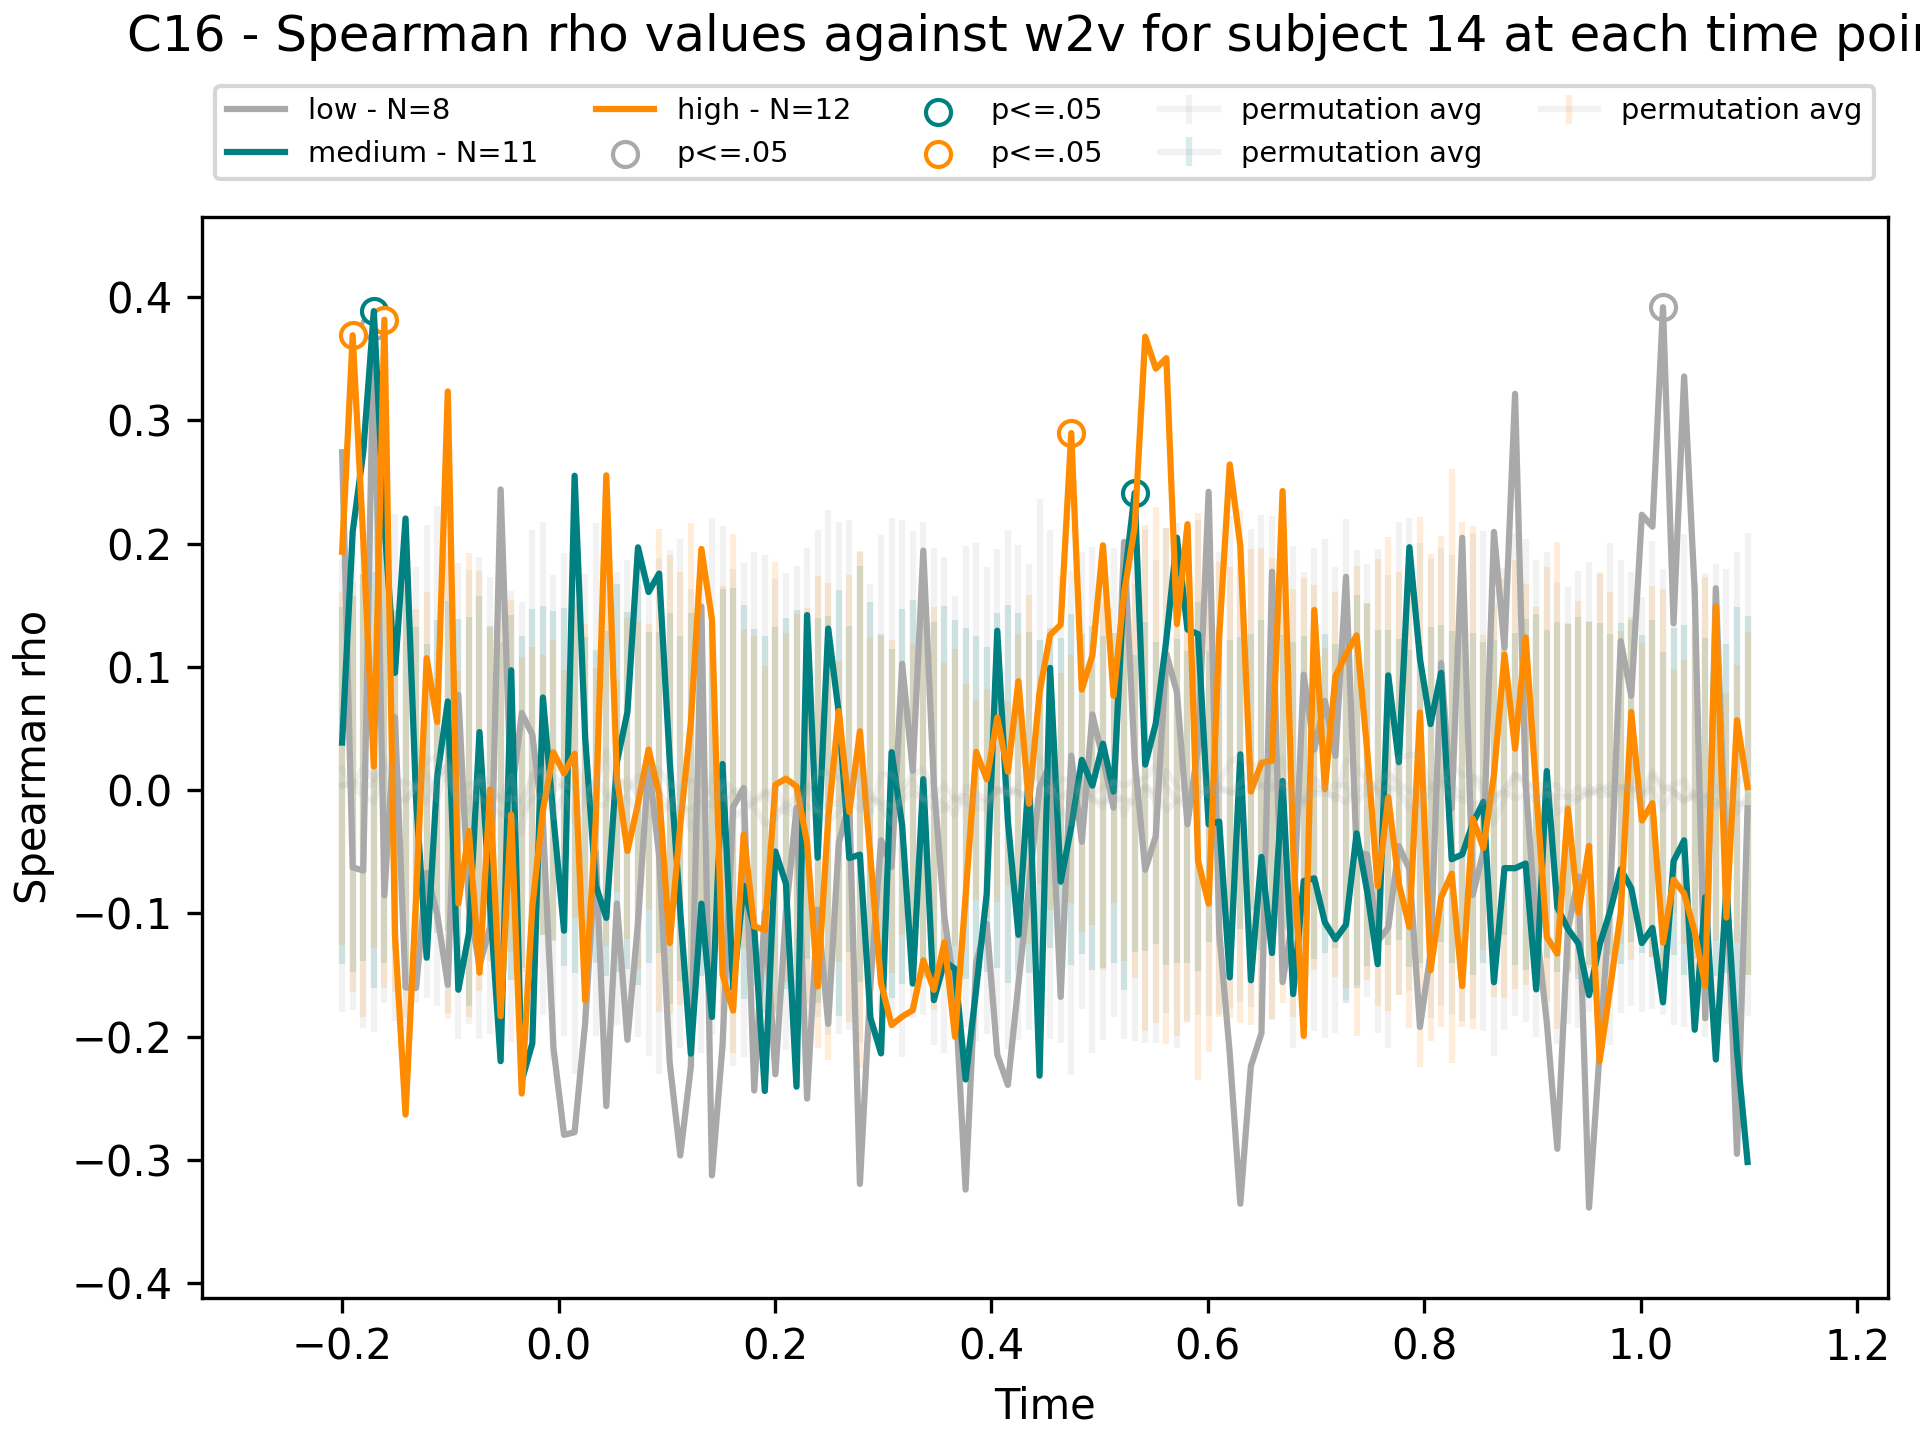 C16 - Spearman rho values against w2v for subject 14 at each time poi
low - N=8
medium - N=11
high - N=12
p<=.05
p<=.05
p<=.05
permutation avg
permutation avg
permutation avg
Spearman rho
0.4
0.3
0.2
0.1
0.0
−0.1
−0.2
−0.3
−0.4
−0.2 0.0 0.2 0.4 0.6 0.8 1.0 1.2
Time